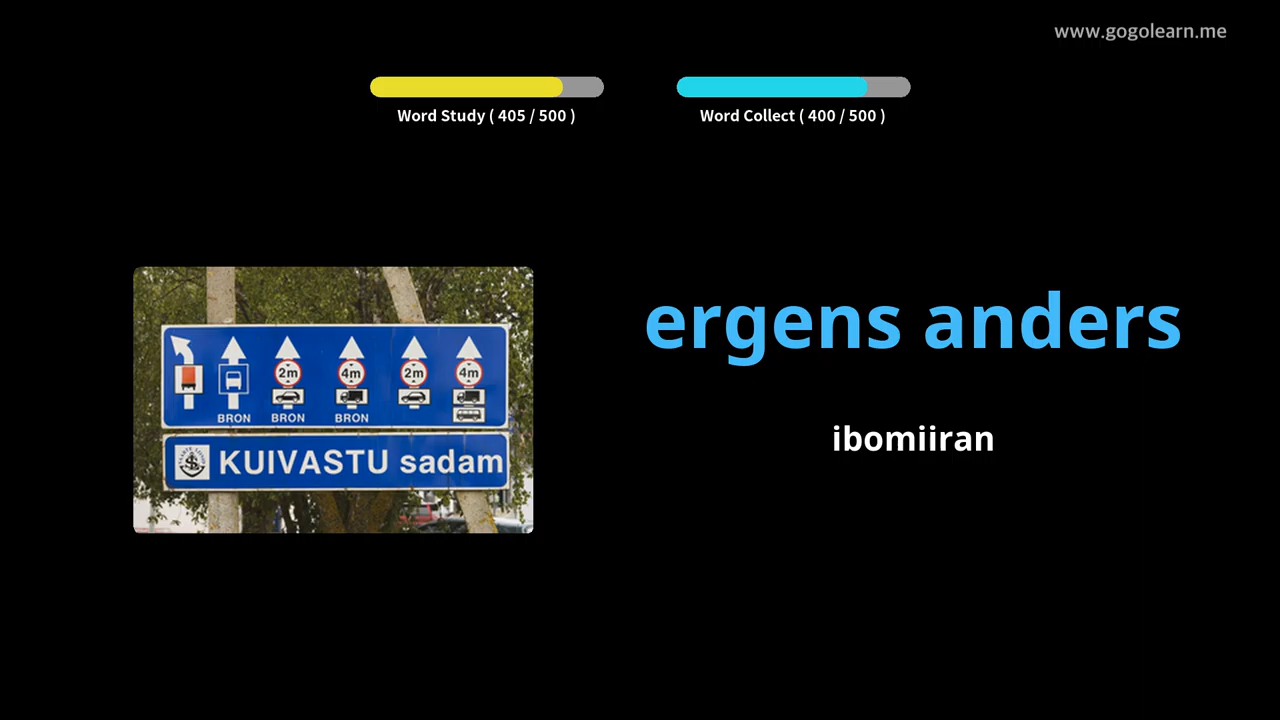 www.gogolearn.me
Word Study ( 405 / 500 )
Word Collect ( 400 / 500 )
ergens anders
ibomiiran
2m 4m 2m 4m
BRON BRON BRON
KUIVASTU sadam